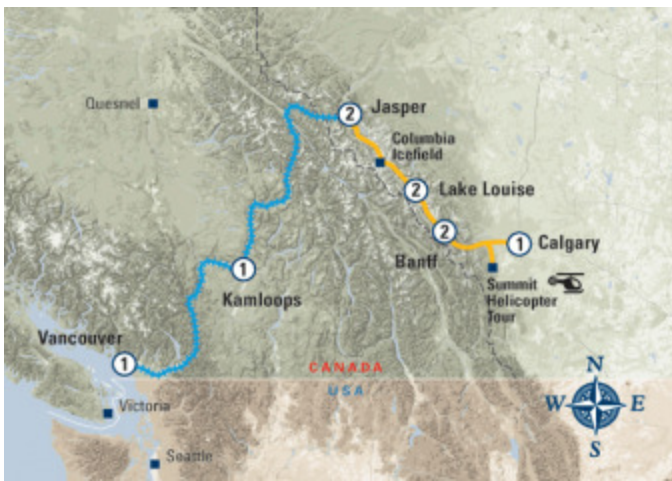 Quesnel
2
Jasper
Columbia
Icefield
2
Lake Louise
2
Banff
1
Calgary
1
Kamloops
Summit
Helicopter
Tour
Vancouver
1
CANADA
USA
Victoria
Seattle
N
W
E
S